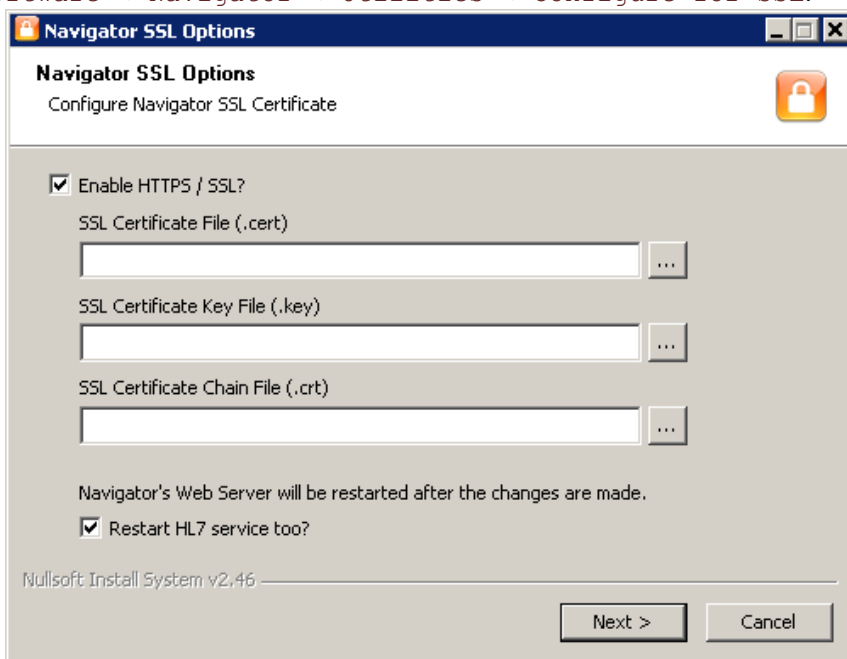 Navigator SSL Options
Navigator SSL Options
Configure Navigator SSL Certificate
Enable HTTPS / SSL?
SSL Certificate File (.cert)
...
SSL Certificate Key File (.key)
...
SSL Certificate Chain File (.crt)
...
Navigator's Web Server will be restarted after the changes are made.
Restart HL7 service too?
Nullsoft Install System v2.46
Next > Cancel